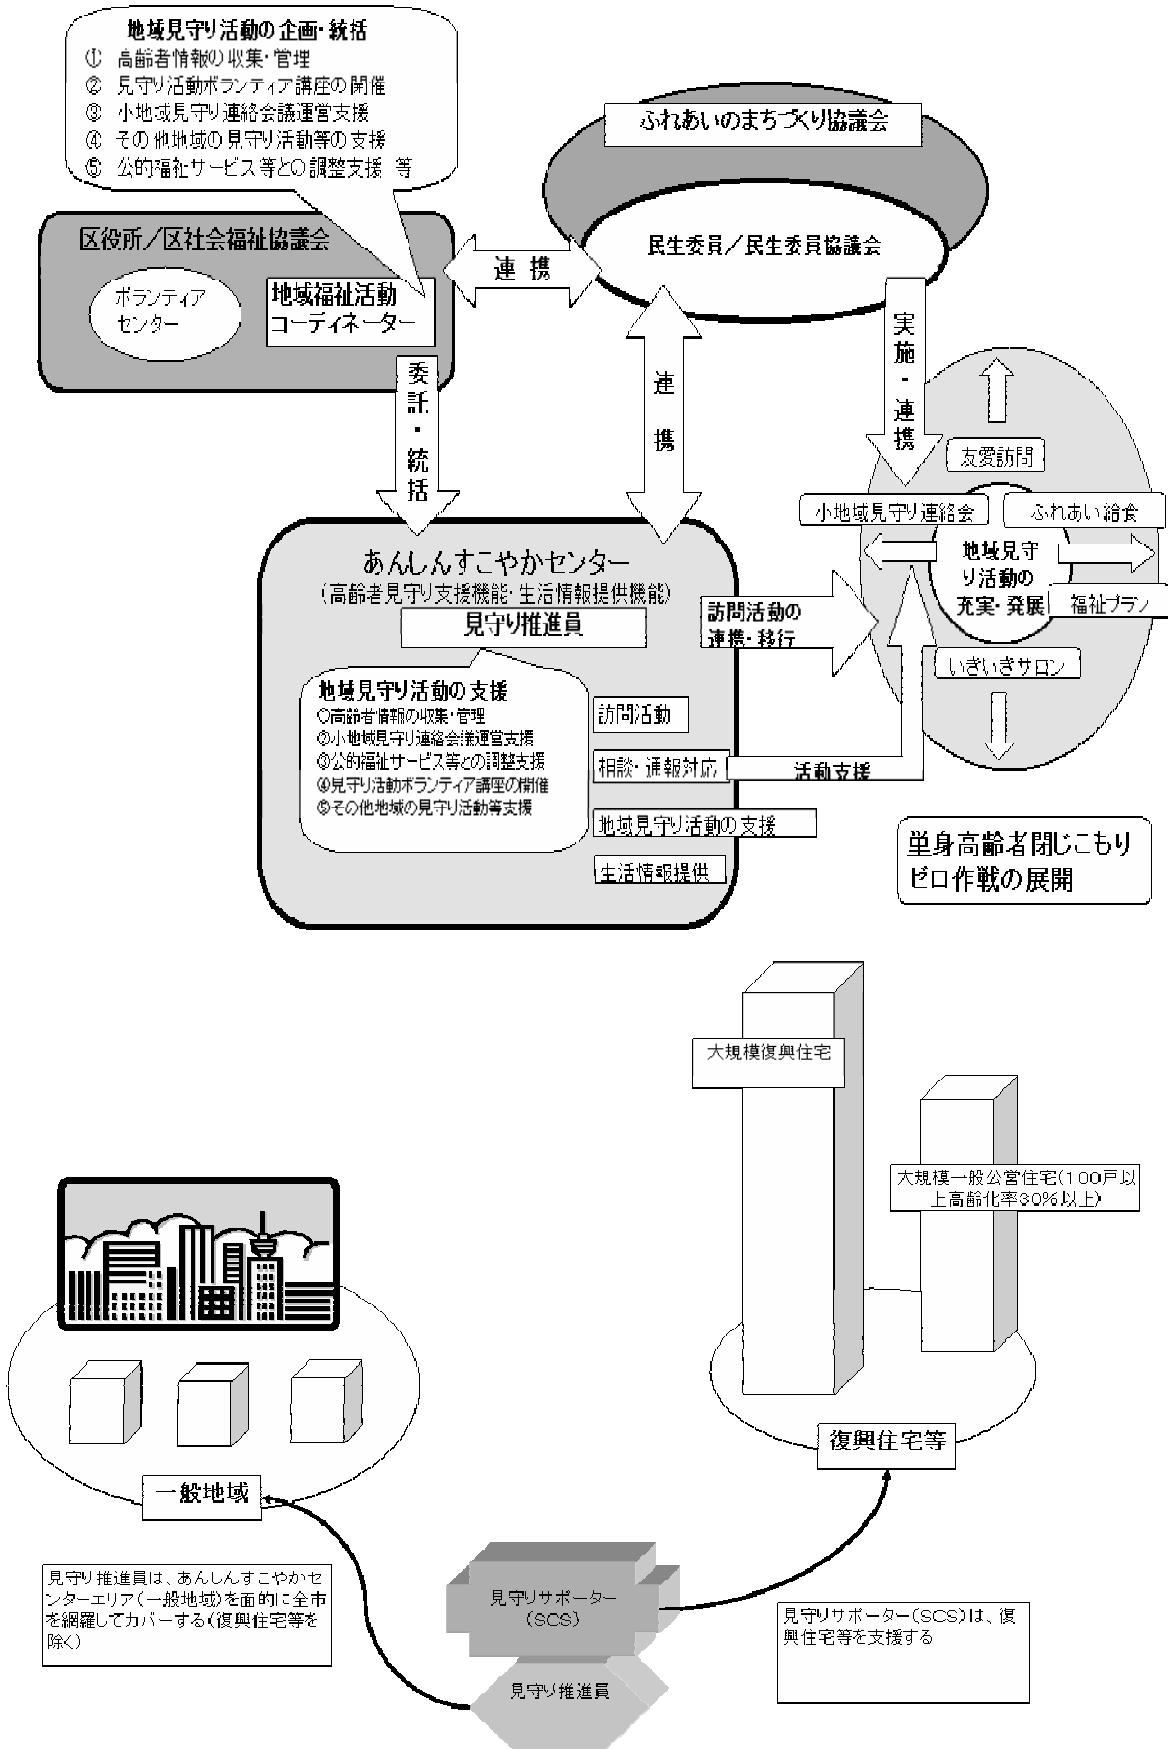 地域見守り活動の企画・統括
① 高齢者情報の収集・管理
② 見守り活動ボランティア講座の開催
③ 小地域見守り連絡会議運営支援
④ その他地域の見守り活動等の支援
⑤ 公的福祉サービス等との調整支援 等
ふれあいのまちづくり協議会
民生委員／民生委員協議会
区役所／区社会福祉協議会
ボランティア
センター
地域福祉活動
コーディネーター
連携
委託・統括
連携
実施・連携
友愛訪問
小地域見守り連絡会
ふれあい給食
地域見守
り活動の
充実・発展
福祉プラン
いきいきサロン
あんしんすこやかセンター
（高齢者見守り支援機能・生活情報提供機能）
見守り推進員
訪問活動の
連携・移行
地域見守り活動の支援
①高齢者情報の収集・管理
②小地域見守り連絡会議運営支援
③公的福祉サービス等との調整支援
④見守り活動ボランティア講座の開催
⑤その他地域の見守り活動等支援
訪問活動
相談・通報対応
活動支援
地域見守り活動の支援
生活情報提供
単身高齢者閉じこもり
ゼロ作戦の展開
大規模復興住宅
大規模一般公営住宅（100戸以
上高齢化率30％以上）
復興住宅等
一般地域
見守り推進員は、あんしんすこやかセ
ンターエリア（一般地域）を面的に全市
を網羅してカバーする（復興住宅等を
除く）
見守りサポーター
（SCS）
見守り推進員
見守りサポーター（SCS）は、復
興住宅等を支援する